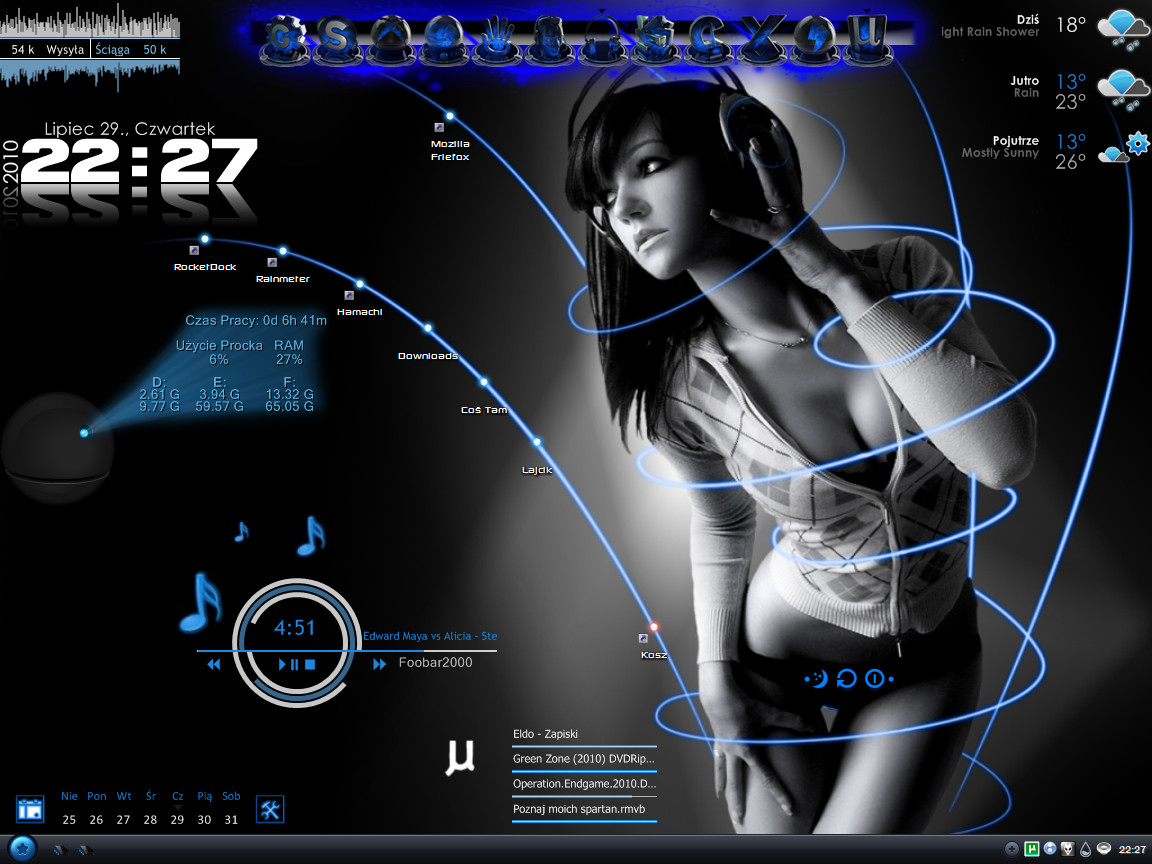 54 k Wysyła Ściąga 50 k
Lipiec 29., Czwartek
2010
22:27
Dziś 18°
ight Rain Shower
Jutro 13°
Rain 23°
Pojutrze 13°
Mostly Sunny 26°
G S C X U
Mozilla
Friefox
RocketDock
Rainmeter
Hamachi
Downloads
Coś Tam
Lajcik
Kosz
Czas Pracy: 0d 6h 41m
Użycie Procka RAM
6% 27%
D: E: F:
2.61 G 3.94 G 13.32 G
9.77 G 59.57 G 65.05 G
4:51
Edward Maya vs Alicia - Ste
Foobar2000
µ
Eldo - Zapiski
Green Zone (2010) DVDRip...
Operation.Endgame.2010.D...
Poznaj moich spartan.rmvb
Nie Pon Wt Śr Cz Pią Sob
25 26 27 28 29 30 31
µ
22:27